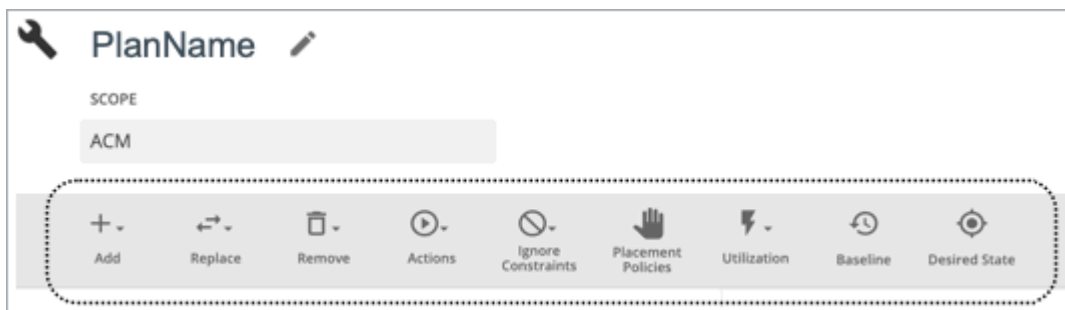 PlanName
SCOPE
ACM
Add Replace Remove Actions Ignore Constraints Placement Policies Utilization Baseline Desired State